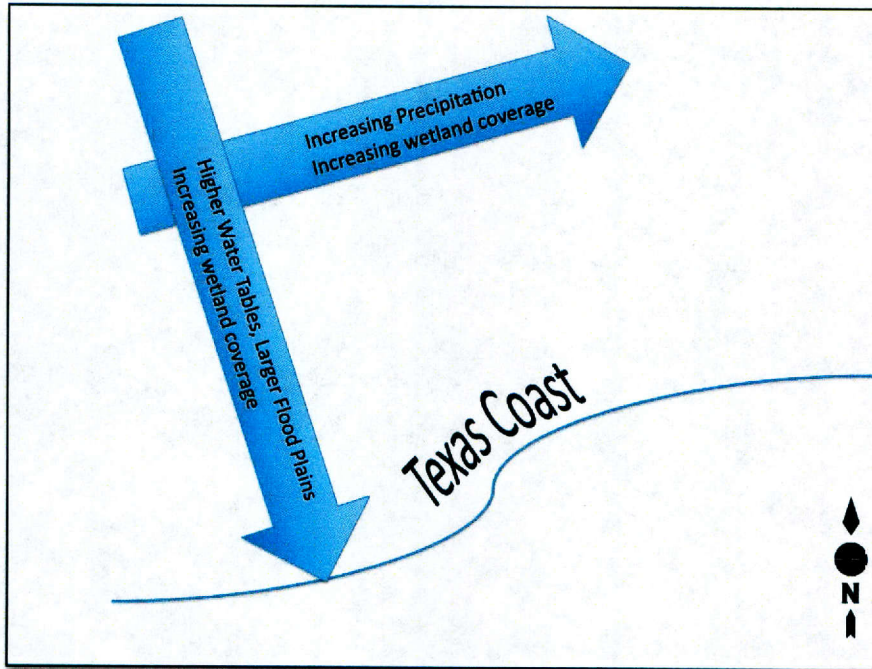 Increasing Precipitation
Increasing wetland coverage
Higher Water Tables, Larger Flood Plains
Increasing wetland coverage
Texas Coast
N